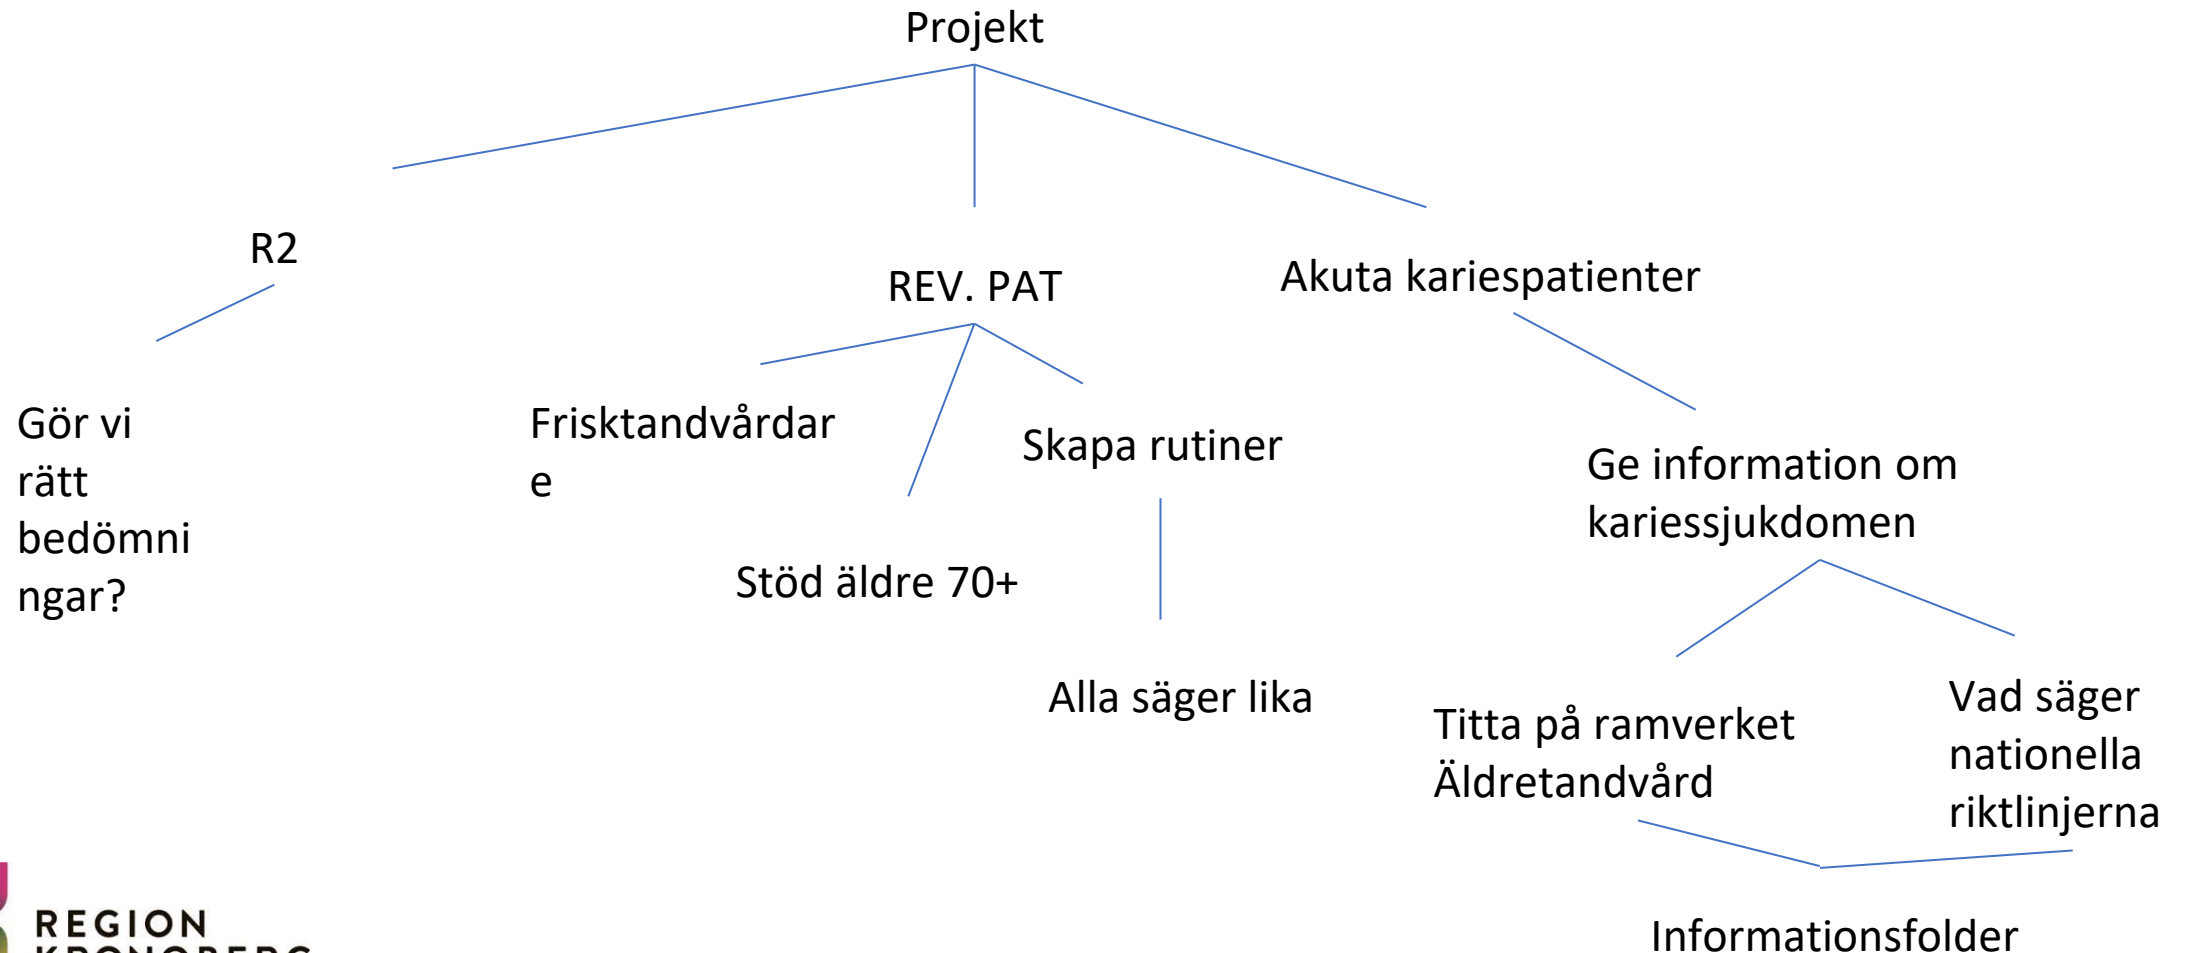 Projekt
R2
REV. PAT
Akuta kariespatienter
Gör vi
rätt
bedömni
ngar?
Frisktandvårdar
e
Skapa rutiner
Ge information om
kariessjukdomen
Stöd äldre 70+
Alla säger lika
Titta på ramverket
Äldretandvård
Vad säger
nationella
riktlinjerna
Informationsfolder
REGION
KRONOBERG